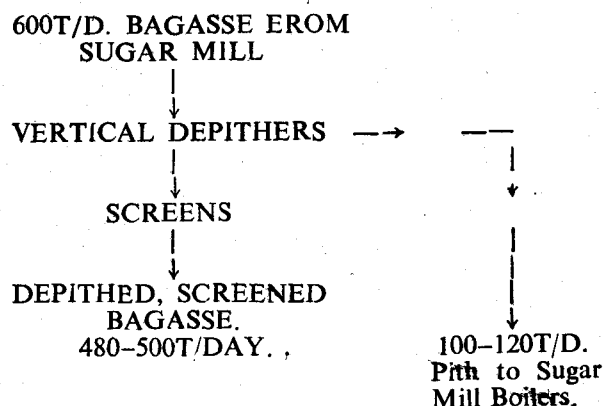 600T/D. BAGASSE EROM
SUGAR MILL
VERTICAL DEPITHERS
SCREENS
DEPITHED, SCREENED
BAGASSE.
480-500T/DAY. .
100-120T/D.
Pith to Sugar
Mill Boilers.